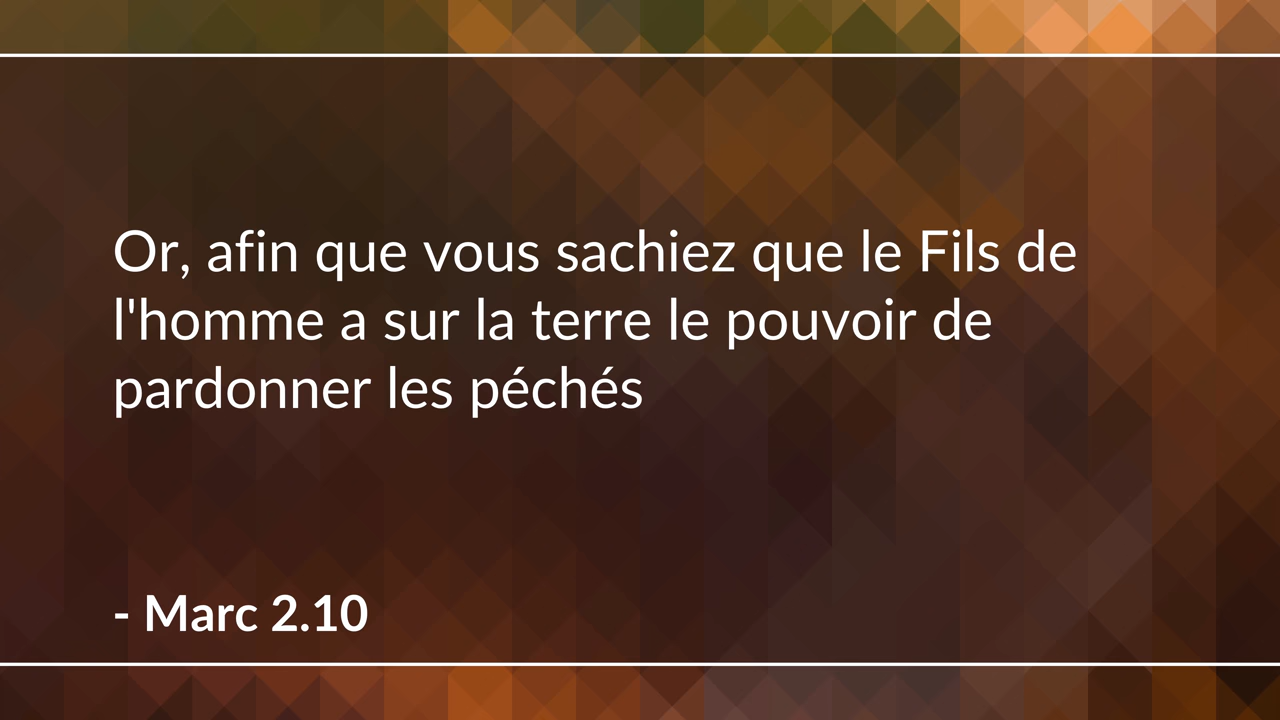 Or, afin que vous sachiez que le Fils de
l'homme a sur la terre le pouvoir de
pardonner les péchés
- Marc 2.10